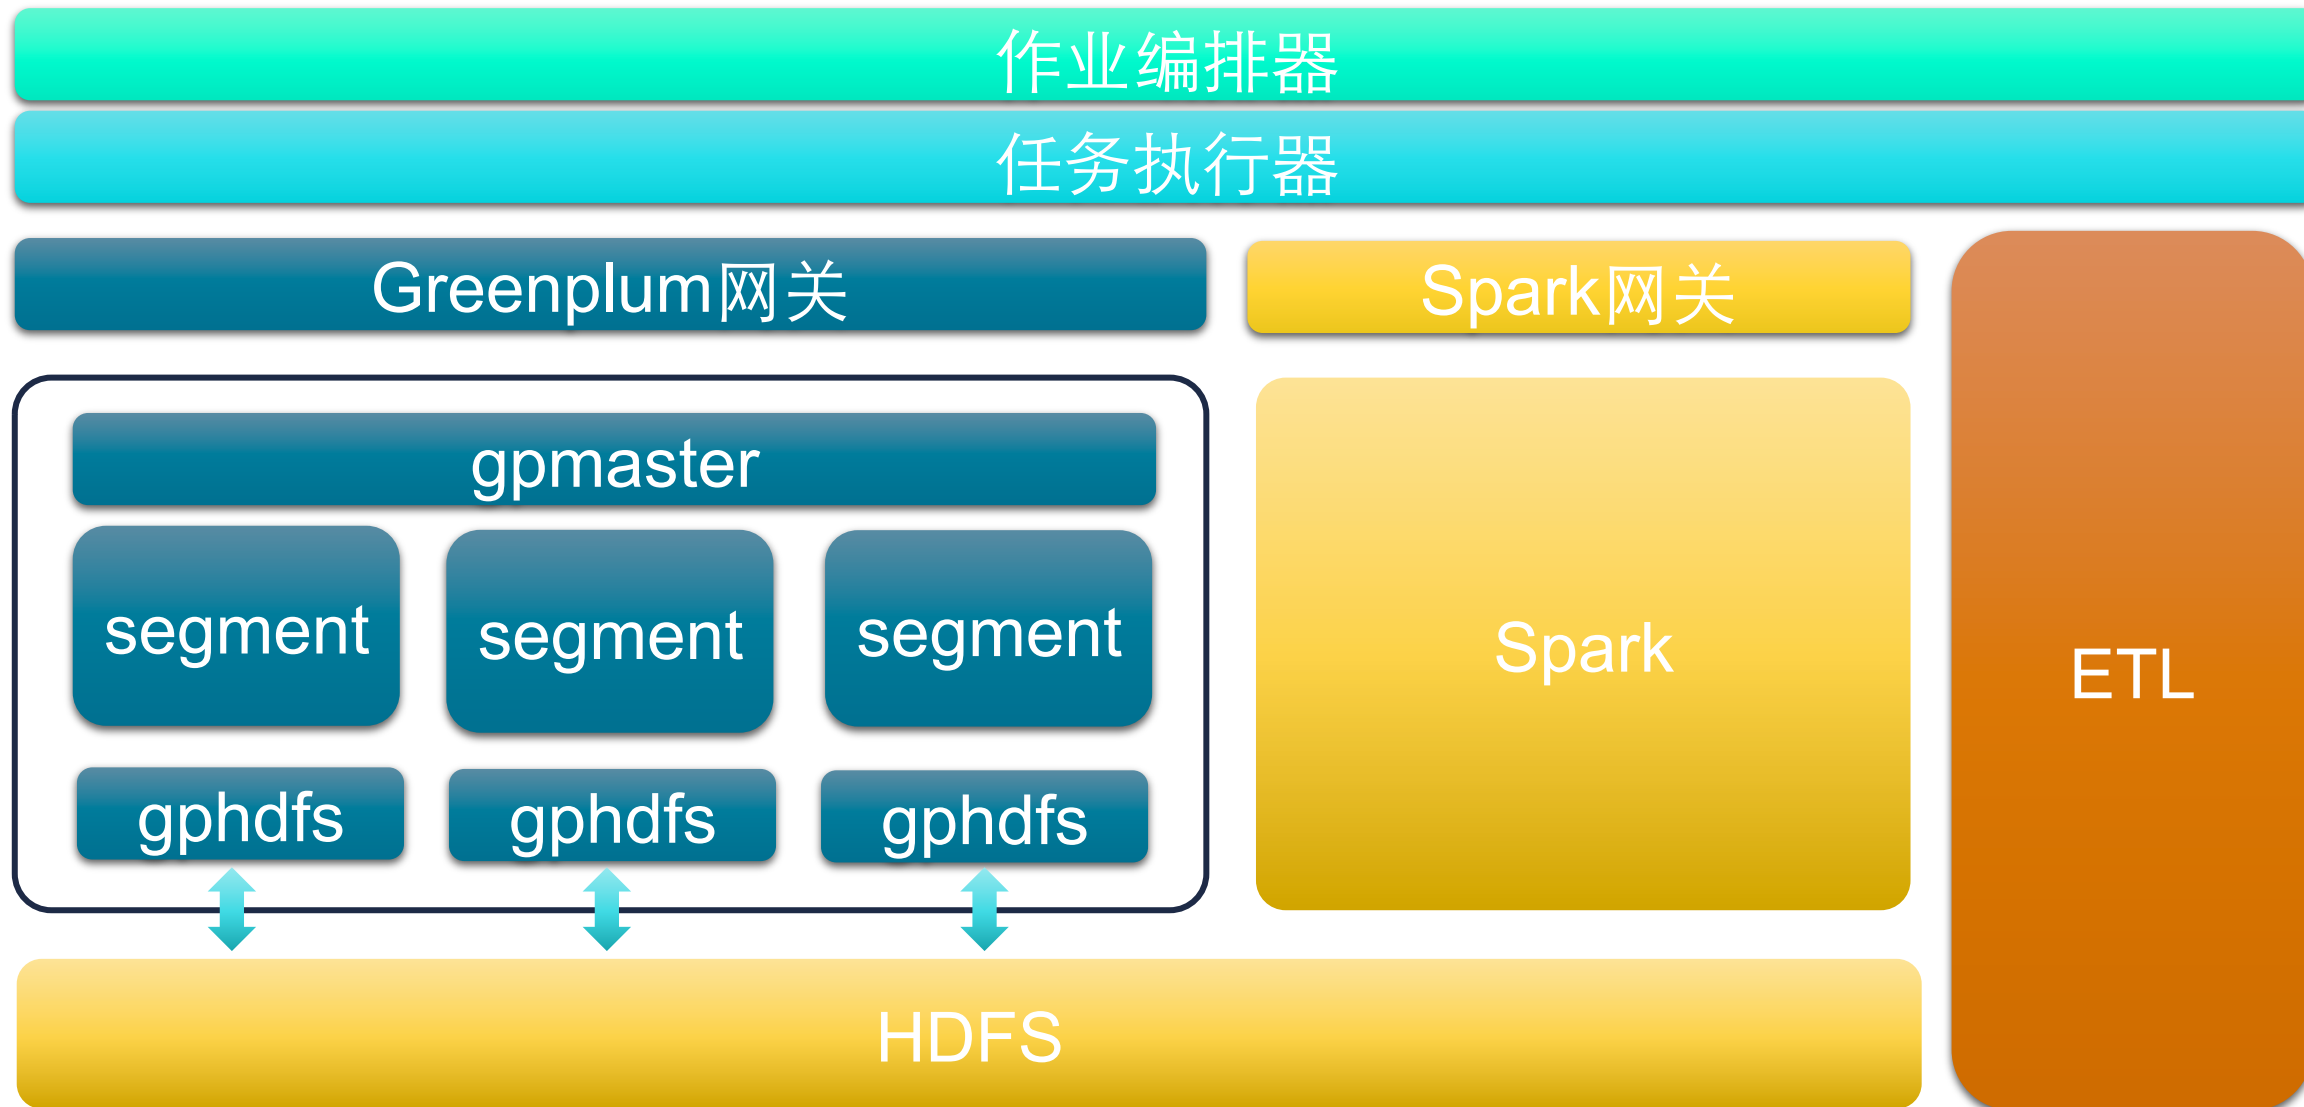 作业编排器
任务执行器
Greenplum网关
Spark网关
gpmaster
segment
segment
segment
gphdfs
gphdfs
gphdfs
Spark
ETL
HDFS